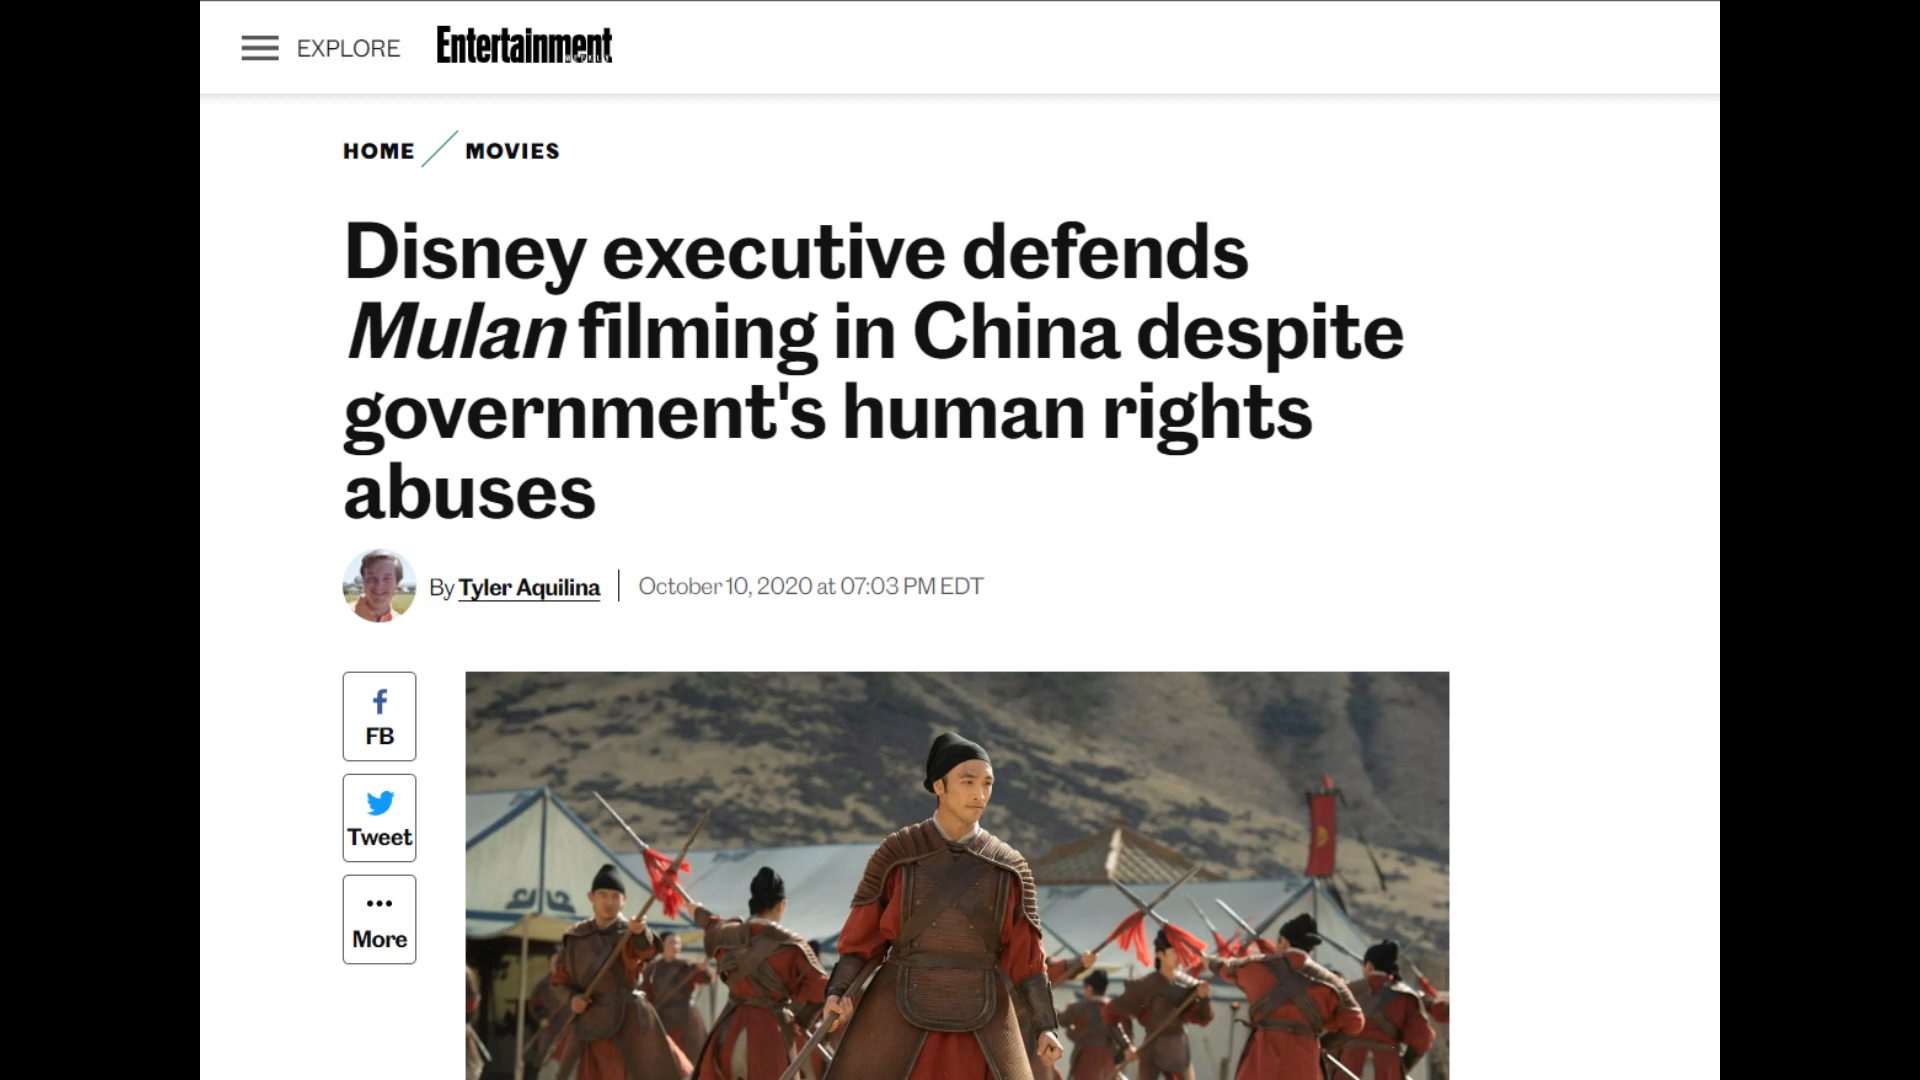 EXPLORE
Entertainment
WEEKLY
HOME MOVIES
Disney executive defends
Mulan filming in China despite
government's human rights
abuses
By Tyler Aquilina
October 10, 2020 at 07:03 PM EDT
FB
Tweet
More